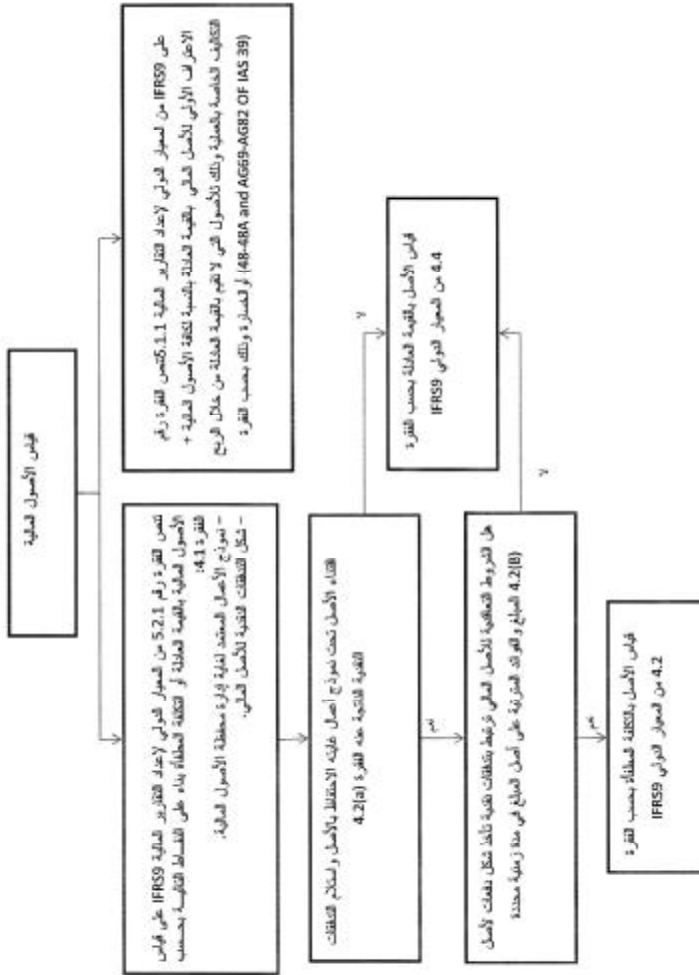 قياس الأصول المالية
تنص الفقرة رقم 5.2.1 من المعيار الدولي لإعداد التقارير المالية IFRS9 على قياس
الأصول المالية بالقيمة العادلة أو التكلفة المطفأة بناء على النقاط التالية بحسب
الفقرة 4.1:
– نموذج الأعمال المعتمد لغاية إدارة محفظة الأصول المالية.
– شكل التدفقات النقدية للأصل المالي.
على IFRS9 من المعيار الدولي لإعداد التقارير المالية 5.1.1تنص الفقرة رقم
الاعتراف الأولي للأصل المالي بالقيمة العادلة بالنسبة لكافة الأصول المالية +
التكاليف الخاصة بالعملية وذلك للأصول التي لا تقيم بالقيمة العادلة من خلال الربح
أو الخسارة وذلك بحسب الفقرة (48-48A and AG69-AG82 OF IAS 39)
اقتناء الأصل تحت نموذج أعمال غايته الاحتفاظ بالأصل واستلام التدفقات
النقدية الناتجة عنه الفقرة 4.2(a)
لا
نعم
قياس الأصل بالقيمة العادلة بحسب الفقرة
4.4 من المعيار الدولي IFRS9
هل الشروط التعاقدية للأصل المالي ترتبط بتدفقات نقدية تأخذ شكل دفعات لأصل
المبلغ والفوائد المترتبة على أصل المبلغ في مدة زمنية محددة 4.2(B)
لا
نعم
قياس الأصل بالتكلفة المطفأة بحسب الفقرة
4.2 من المعيار الدولي IFRS9